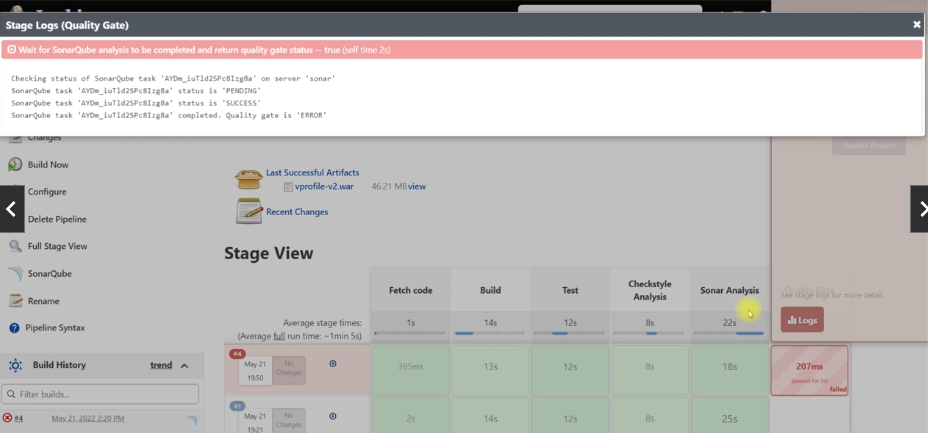 Stage Logs (Quality Gate)
Wait for SonarQube analysis to be completed and return quality gate status -- true (self time 2s)
Checking status of SonarQube task 'AYDm_iuTld2SPc8Izg8a' on server 'sonar'
SonarQube task 'AYDm_iuTld2SPc8Izg8a' status is 'PENDING'
SonarQube task 'AYDm_iuTld2SPc8Izg8a' status is 'SUCCESS'
SonarQube task 'AYDm_iuTld2SPc8Izg8a' completed. Quality gate is 'ERROR'
Changes
Disable Project
Build Now
Configure
Delete Pipeline
Full Stage View
SonarQube
Rename
Pipeline Syntax
Last Successful Artifacts
vprofile-v2.war 46.21 MB view
Recent Changes
Stage View
Fetch code Build Test Checkstyle Analysis Sonar Analysis Quality Gate
See stage logs for more detail
Logs
Average stage times: 1s 14s 12s 8s 22s
(Average full run time: ~1min 5s)
#4
May 21 19:50 No Changes 395ms 13s 12s 8s 18s 207ms
(paused for 2s)
failed
#1
May 21 19:21 No Changes 2s 14s 12s 8s 25s
Build History trend
Filter builds...
#4 May 21, 2022 2:20 PM